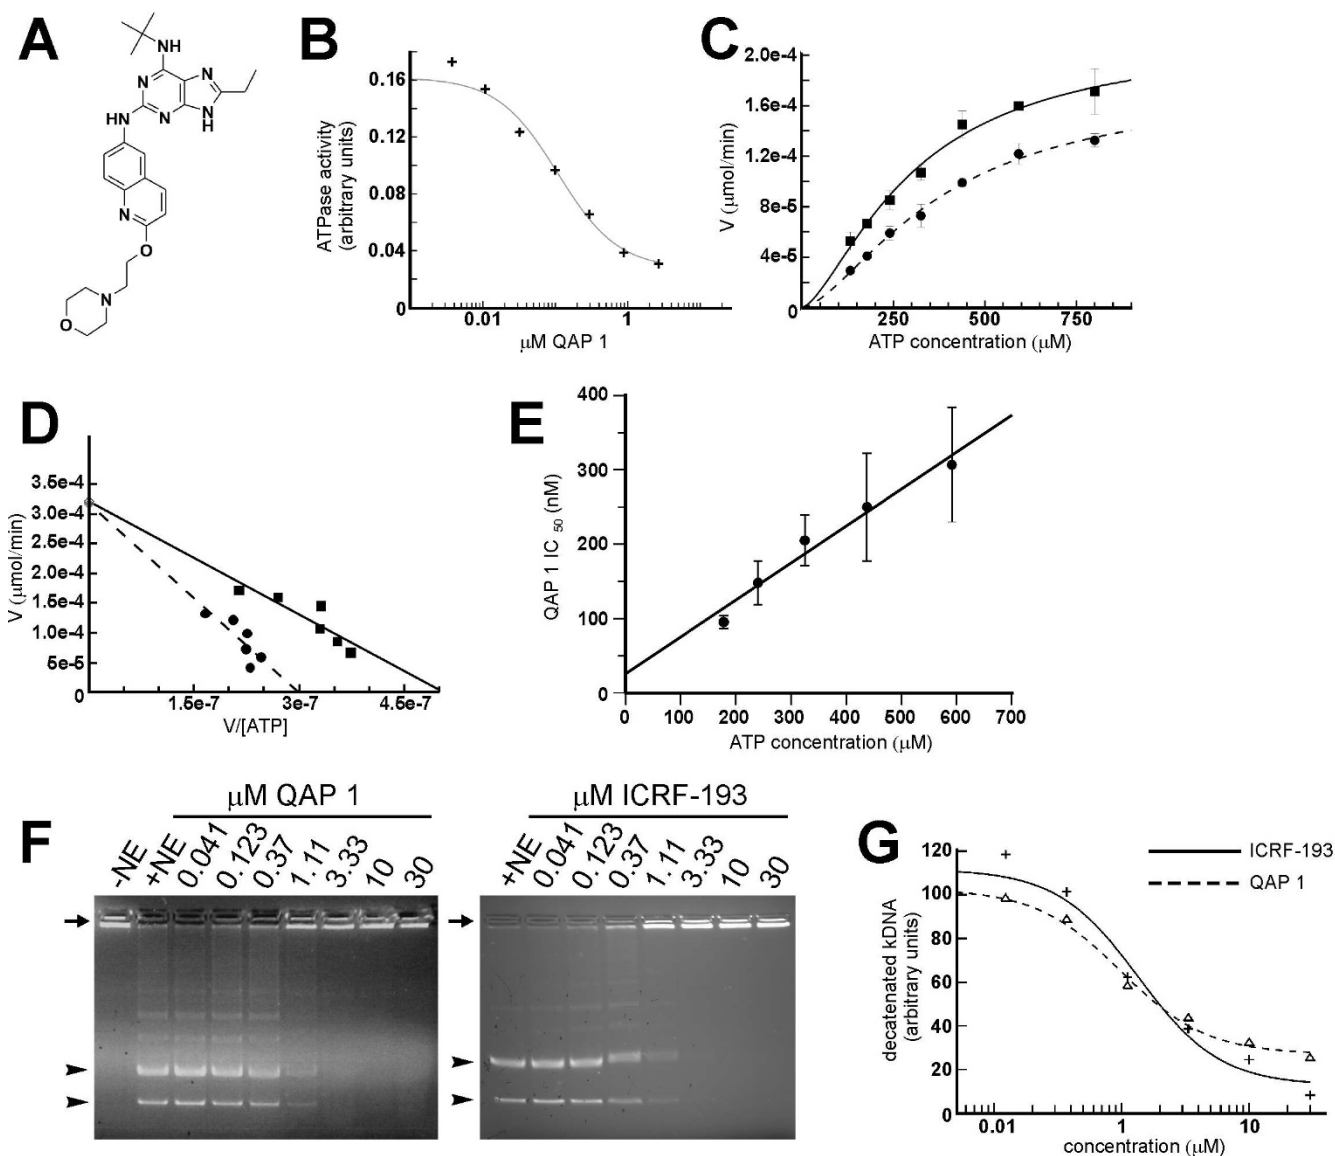 A
NH
N
N
N
N
N
H
HN
N
O
N
O
B
ATPase activity
(arbitrary units)
0.16
0.12
0.08
0.04
0
0.01
1
μM QAP 1
C
V (μmol/min)
2.0e-4
1.6e-4
1.2e-4
8e-5
4e-5
0
250
500
750
ATP concentration (μM)
D
V (μmol/min)
3.5e-4
3.0e-4
2.5e-4
2.0e-4
1.5e-4
1.0e-4
5e-5
0
1.5e-7
3e-7
4.5e-7
V/[ATP]
E
QAP 1 IC 50 (nM)
400
300
200
100
0
0 100 200 300 400 500 600 700
ATP concentration (μM)
F
μM QAP 1
-NE +NE 0.041 0.123 0.37 1.11 3.33 10 30
μM ICRF-193
+NE 0.041 0.123 0.37 1.11 3.33 10 30
G
ICRF-193
QAP 1
decatenated kDNA
(arbitrary units)
120
100
80
60
40
20
0
0.01
1
10
concentration (μM)